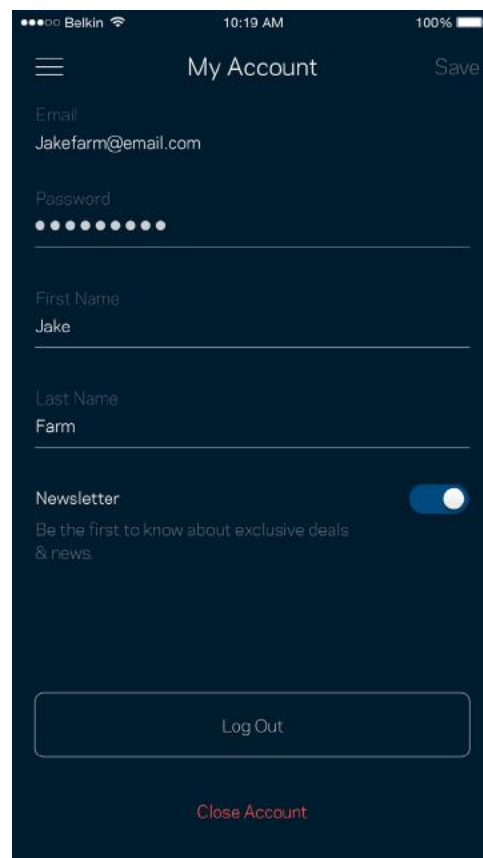 Belkin 10:19 AM 100%
My Account Save
Email
Jakefarm@email.com
Password
●●●●●●●●●
First Name
Jake
Last Name
Farm
Newsletter
Be the first to know about exclusive deals
& news.
Log Out
Close Account